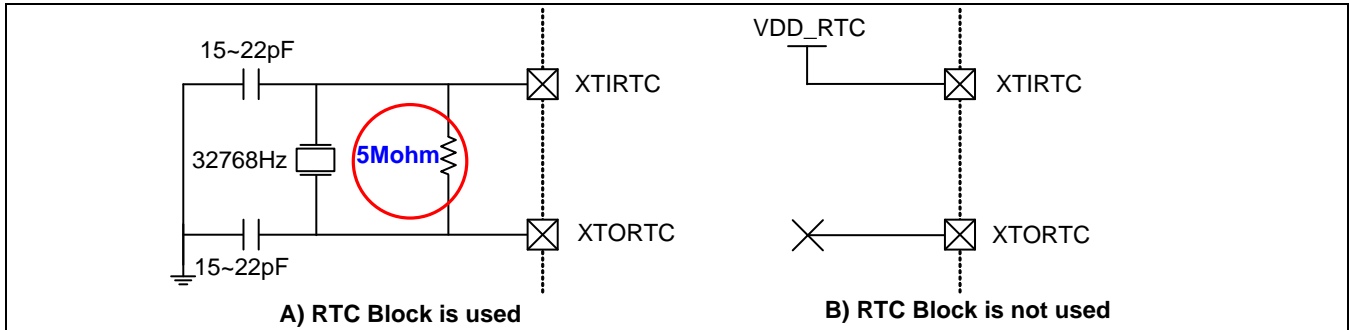 15~22pF
XTIRTC
32768Hz
5Mohm
XTORTC
15~22pF
A) RTC Block is used
VDD_RTC
XTIRTC
XTORTC
B) RTC Block is not used